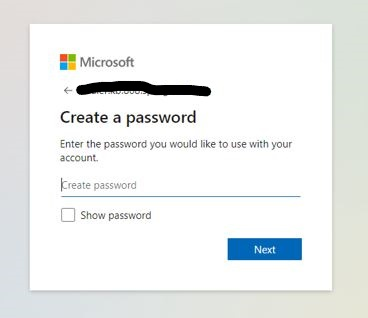 Microsoft
Create a password
Enter the password you would like to use with your
account.
Create password
Show password
Next